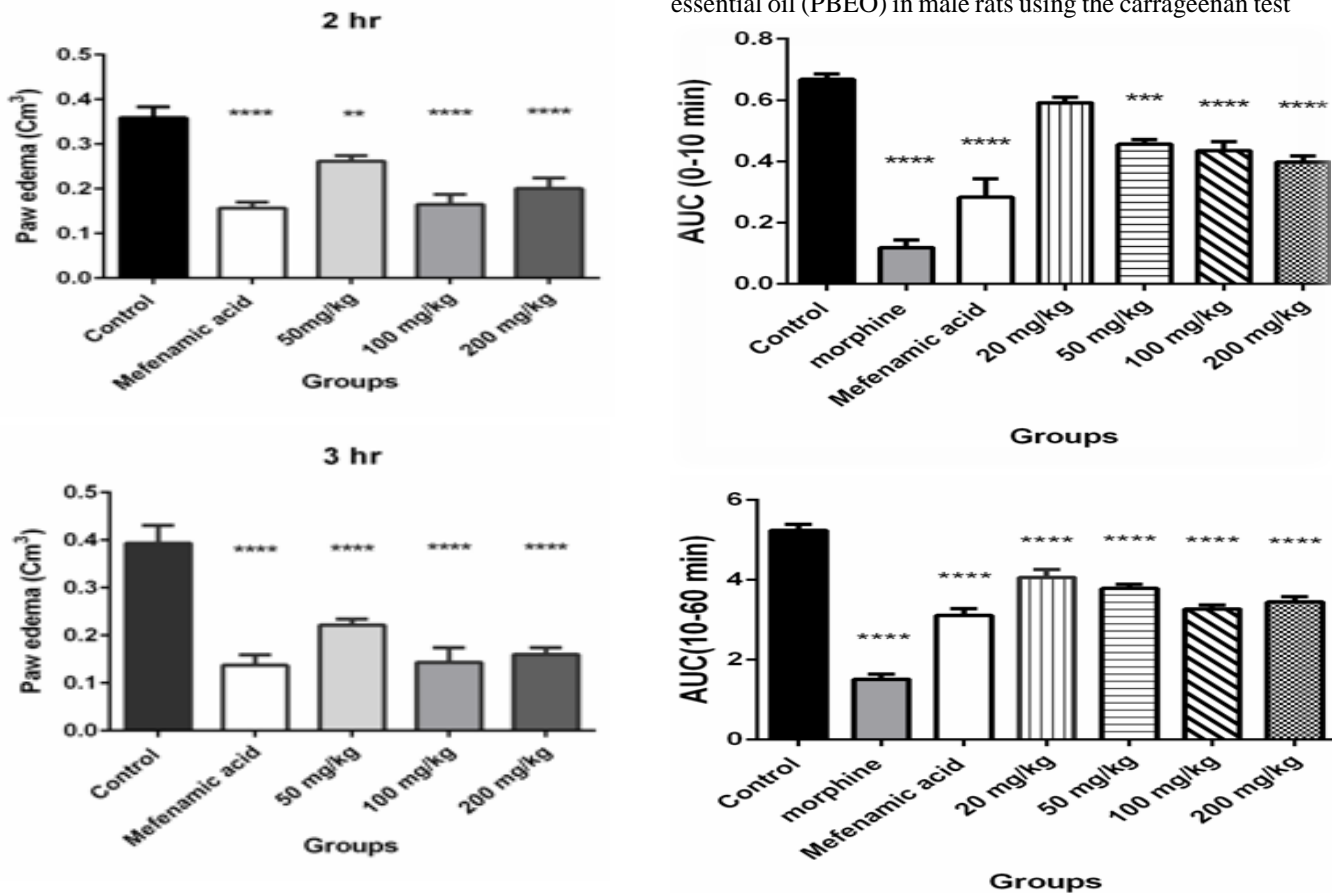 2 hr
Paw edema (Cm³)
0.5
0.4
0.3
0.2
0.1
0.0
****
**
****
****
Control
Mefenamic acid
50mg/kg
100 mg/kg
200 mg/kg
Groups
3 hr
Paw edema (Cm³)
0.5
0.4
0.3
0.2
0.1
0.0
****
****
****
****
Control
Mefenamic acid
50 mg/kg
100 mg/kg
200 mg/kg
Groups
essential oil (PBEO) in male rats using the carrageenan test
AUC (0-10 min)
0.8
0.6
0.4
0.2
0.0
****
****
***
****
****
Control
morphine
Mefenamic acid
20 mg/kg
50 mg/kg
100 mg/kg
200 mg/kg
Groups
AUC(10-60 min)
6
4
2
0
****
****
****
****
****
****
Control
morphine
Mefenamic acid
20 mg/kg
50 mg/kg
100 mg/kg
200 mg/kg
Groups